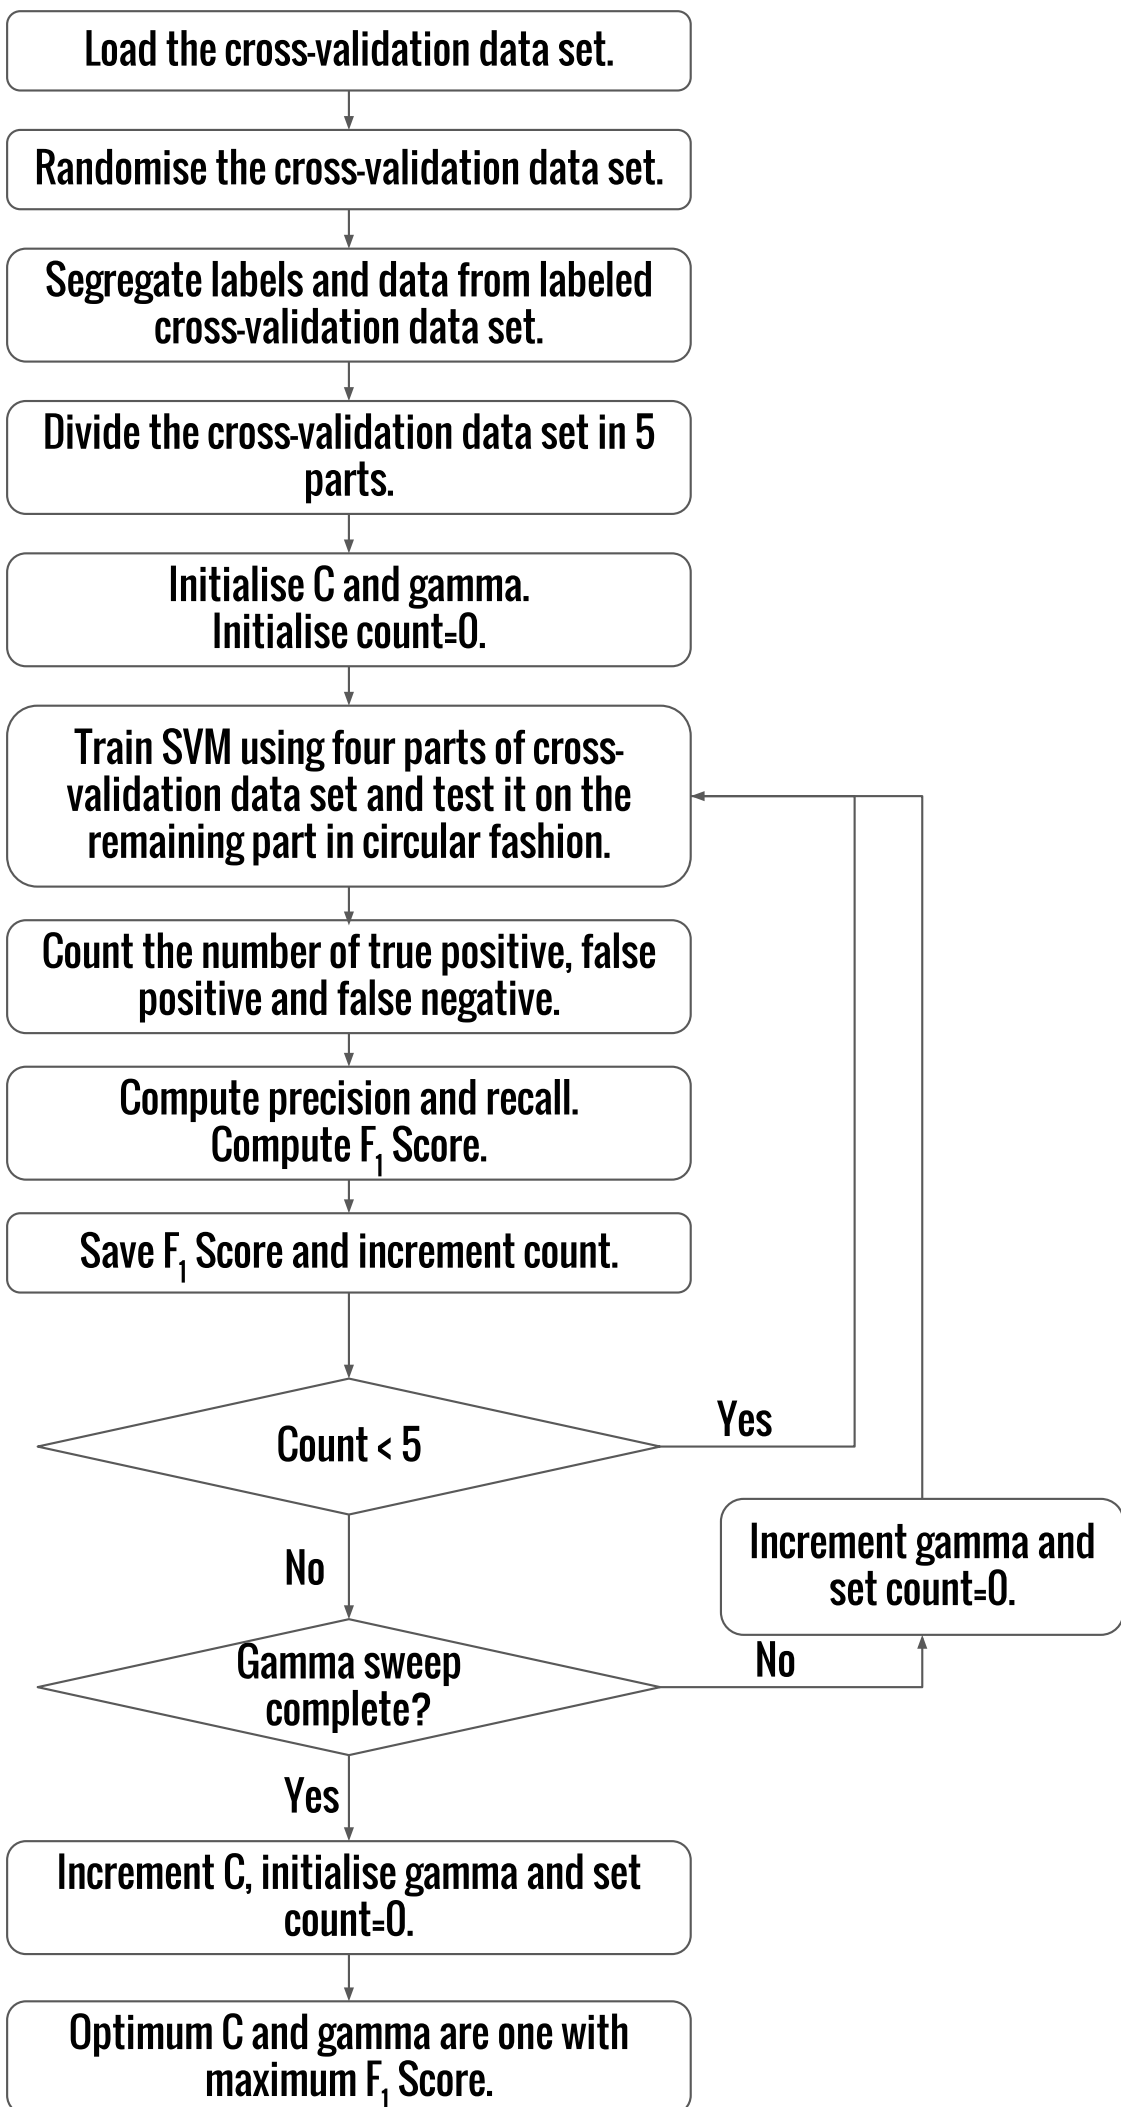 Load the cross-validation data set.
Randomise the cross-validation data set.
Segregate labels and data from labeled
cross-validation data set.
Divide the cross-validation data set in 5
parts.
Initialise C and gamma.
Initialise count=0.
Train SVM using four parts of cross-
validation data set and test it on the
remaining part in circular fashion.
Count the number of true positive, false
positive and false negative.
Compute precision and recall.
Compute F1 Score.
Save F1 Score and increment count.
Count < 5
Yes
No
Increment gamma and
set count=0.
Gamma sweep
complete?
No
Yes
Increment C, initialise gamma and set
count=0.
Optimum C and gamma are one with
maximum F1 Score.